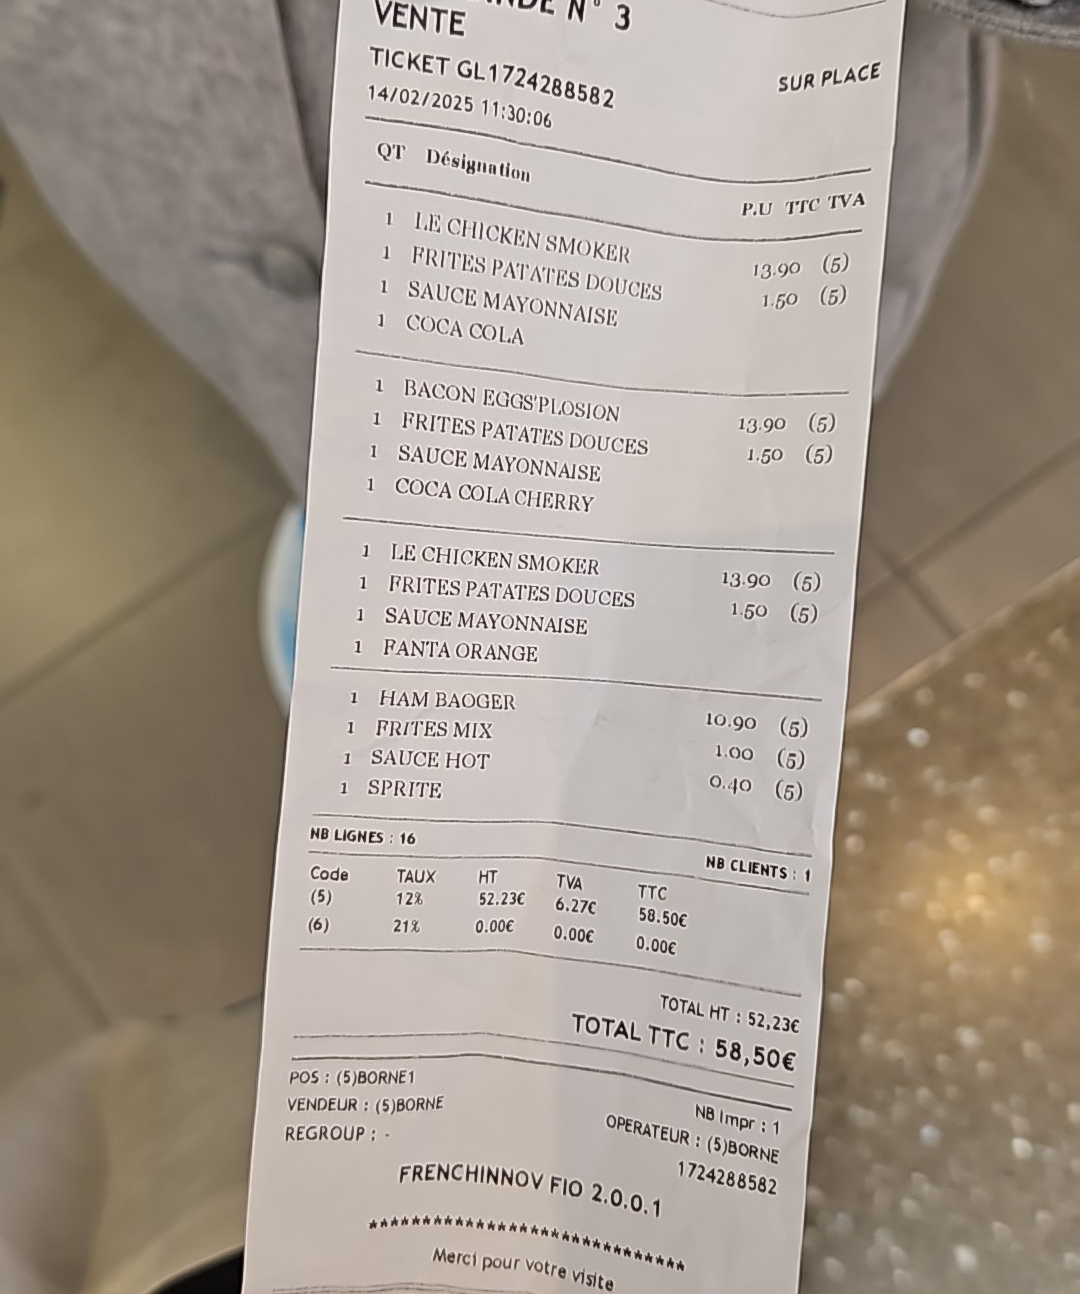 N° 3
VENTE
TICKET GL1724288582
SUR PLACE
14/02/2025 11:30:06
QT Désignation P.U TTC TVA
1 LE CHICKEN SMOKER 13.90 (5)
1 FRITES PATATES DOUCES 1.50 (5)
1 SAUCE MAYONNAISE
1 COCA COLA
1 BACON EGGS'PLOSION 13.90 (5)
1 FRITES PATATES DOUCES 1.50 (5)
1 SAUCE MAYONNAISE
1 COCA COLA CHERRY
1 LE CHICKEN SMOKER 13.90 (5)
1 FRITES PATATES DOUCES 1.50 (5)
1 SAUCE MAYONNAISE
1 FANTA ORANGE
1 HAM BAOGER 10.90 (5)
1 FRITES MIX 1.00 (5)
1 SAUCE HOT 0.40 (5)
1 SPRITE
NB LIGNES : 16 NB CLIENTS : 1
Code TAUX HT TVA TTC
(5) 12% 52.23€ 6.27€ 58.50€
(6) 21% 0.00€ 0.00€ 0.00€
TOTAL HT : 52,23€
TOTAL TTC : 58,50€
POS : (5)BORNE1 NB Impr : 1
VENDEUR : (5)BORNE OPERATEUR : (5)BORNE
REGROUP : - 1724288582
FRENCHINNOV FIO 2.0.0.1
******************************
Merci pour votre visite